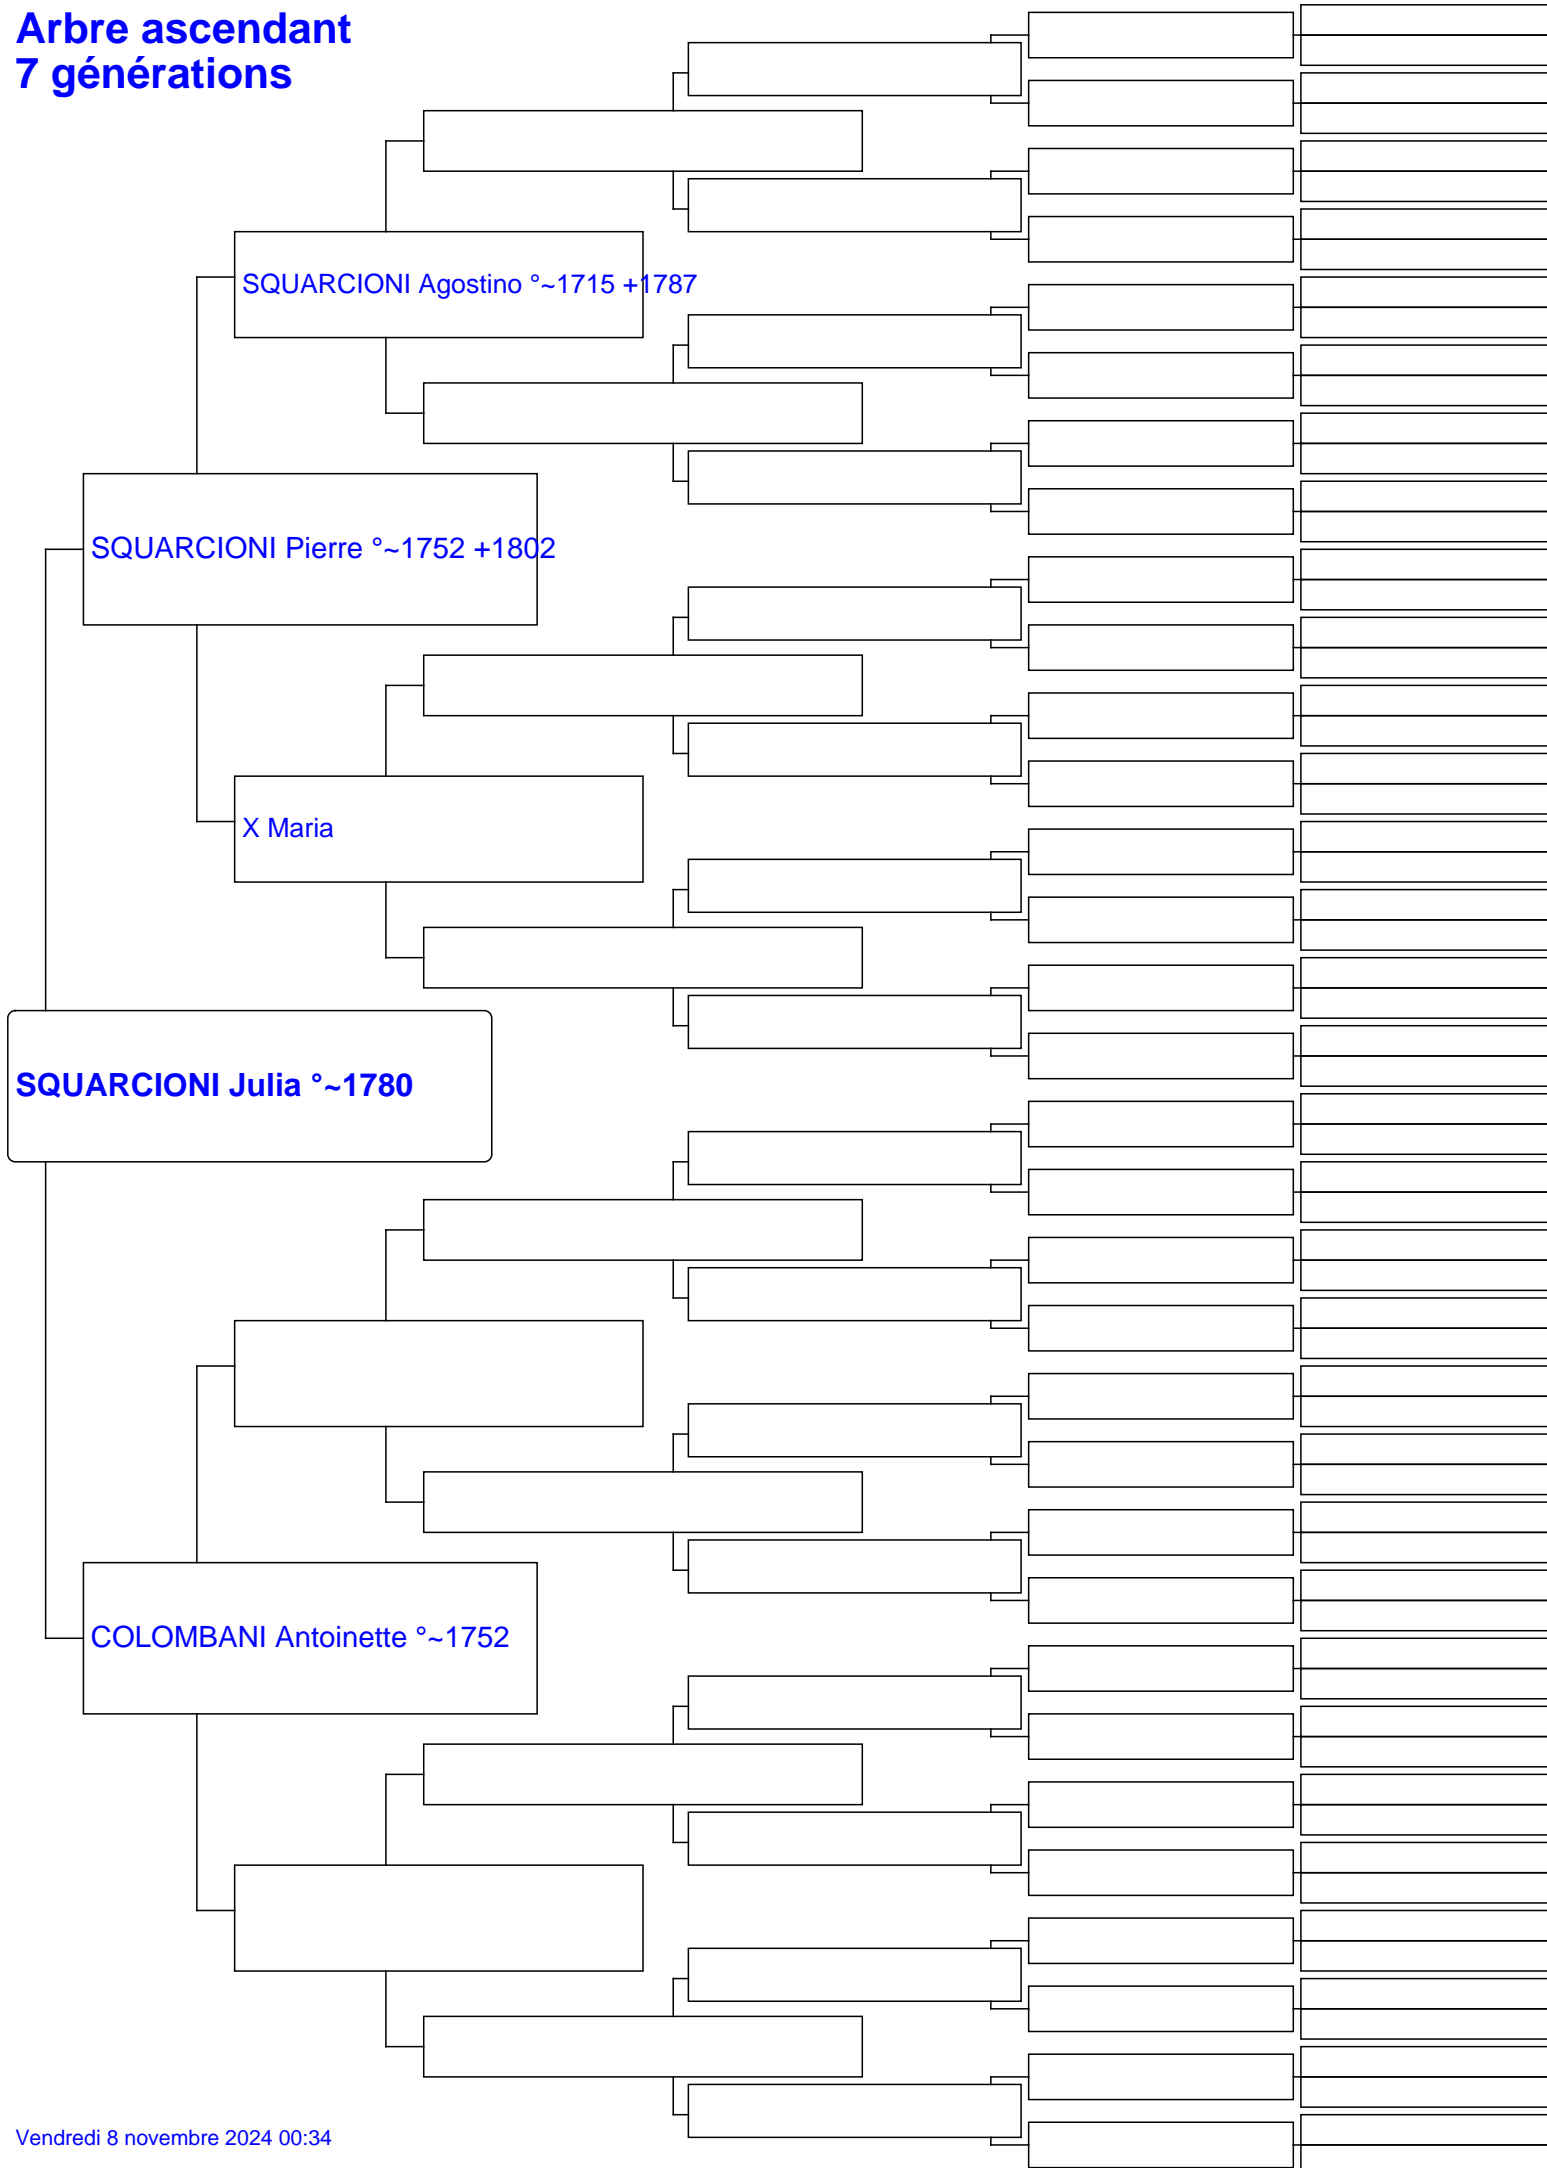 Arbre ascendant
7 générations
SQUARCIONI Agostino °~1715 +1787
SQUARCIONI Pierre °~1752 +1802
X Maria
SQUARCIONI Julia °~1780
COLOMBANI Antoinette °~1752
Vendredi 8 novembre 2024 00:34